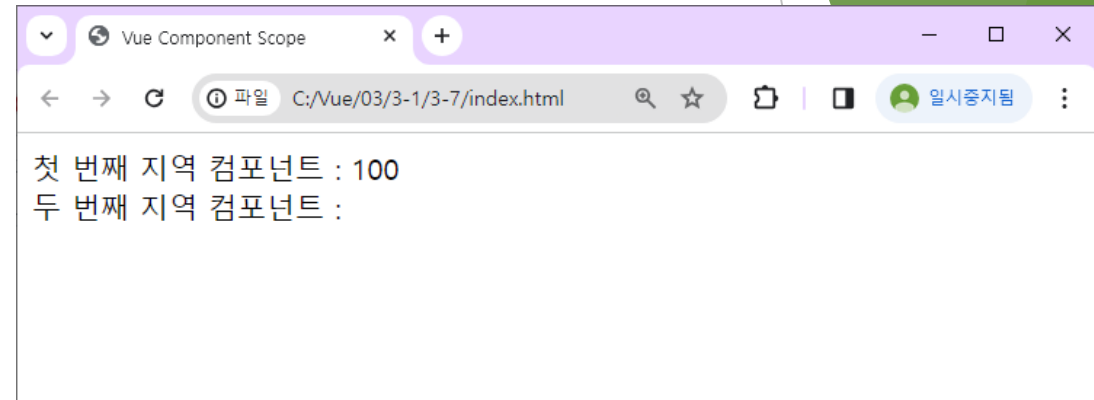 Vue Component Scope
파일 C:/Vue/03/3-1/3-7/index.html 일시중지됨
첫 번째 지역 컴포넌트 : 100
두 번째 지역 컴포넌트 :